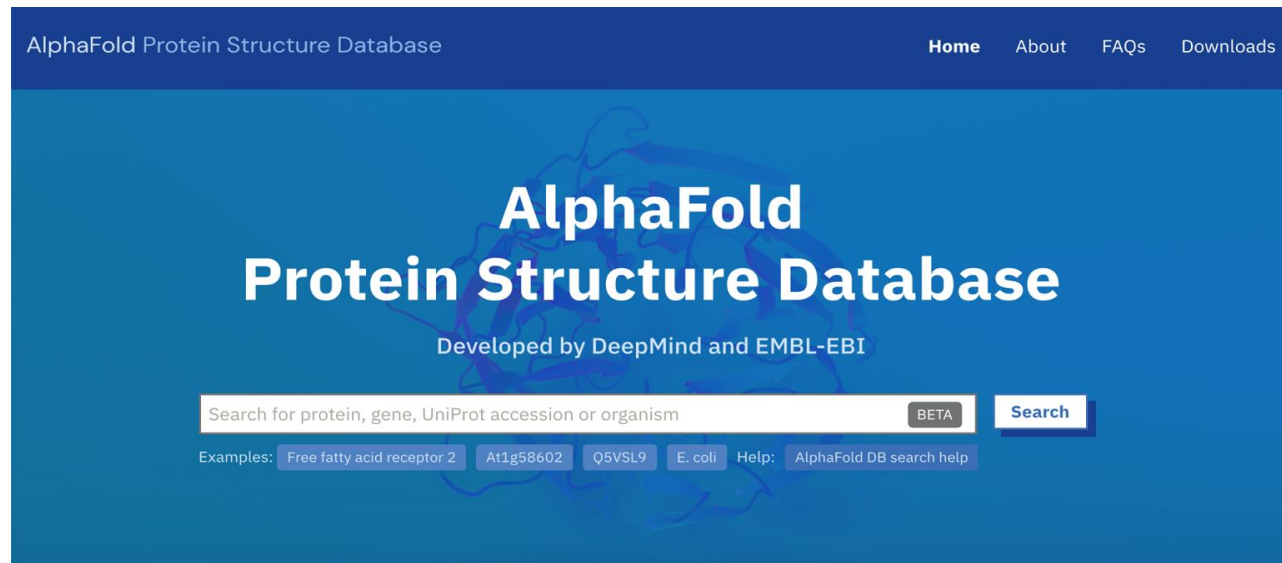 AlphaFold Protein Structure Database
Home About FAQs Downloads
AlphaFold
Protein Structure Database
Developed by DeepMind and EMBL-EBI
Search for protein, gene, UniProt accession or organism BETA Search
Examples: Free fatty acid receptor 2 At1g58602 Q5VSL9 E. coli Help: AlphaFold DB search help